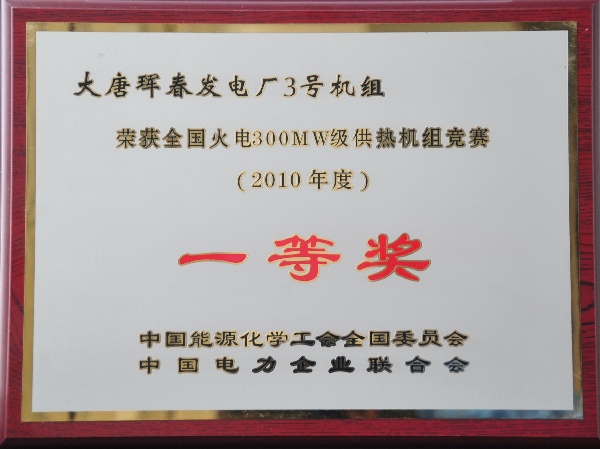 大唐珲春发电厂3号机组
荣获全国火电300MW级供热机组竞赛
（2010年度）
一等奖
中国能源化学工会全国委员会
中国电力企业联合会